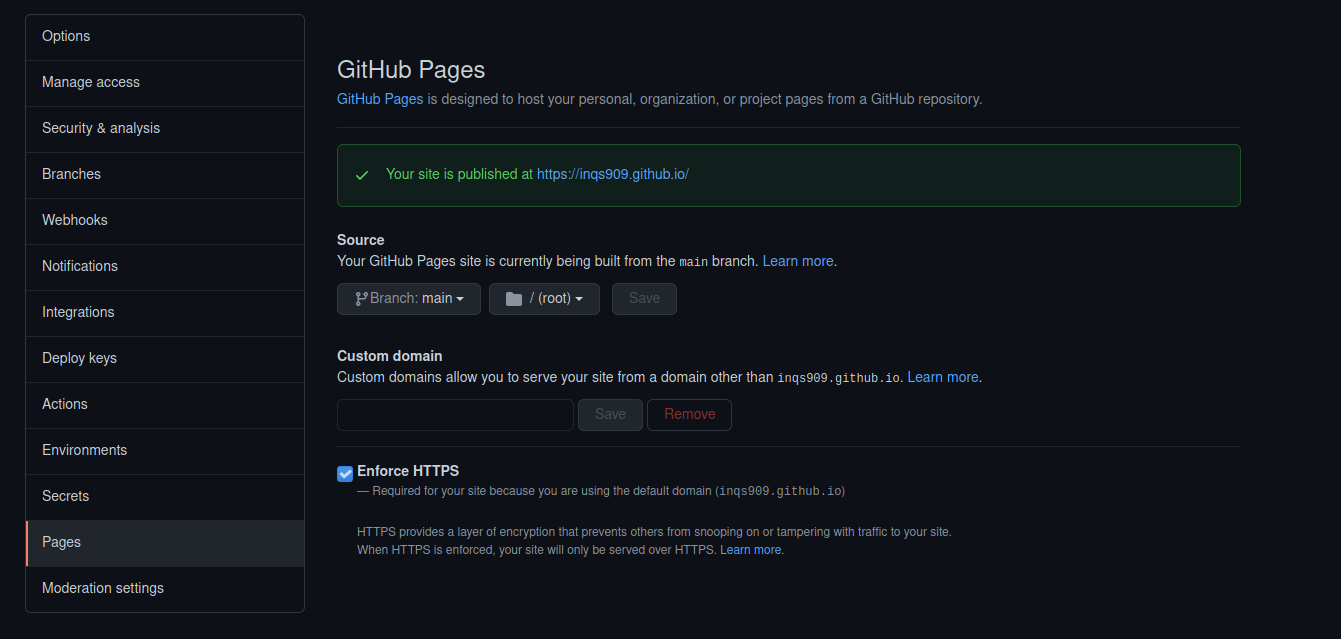 Options
Manage access
Security & analysis
Branches
Webhooks
Notifications
Integrations
Deploy keys
Actions
Environments
Secrets
Pages
Moderation settings
GitHub Pages
GitHub Pages is designed to host your personal, organization, or project pages from a GitHub repository.
Your site is published at https://inqs909.github.io/
Source
Your GitHub Pages site is currently being built from the main branch. Learn more.
Branch: main / (root) Save
Custom domain
Custom domains allow you to serve your site from a domain other than inqs909.github.io. Learn more.
Save Remove
Enforce HTTPS
— Required for your site because you are using the default domain (inqs909.github.io)
HTTPS provides a layer of encryption that prevents others from snooping on or tampering with traffic to your site.
When HTTPS is enforced, your site will only be served over HTTPS. Learn more.